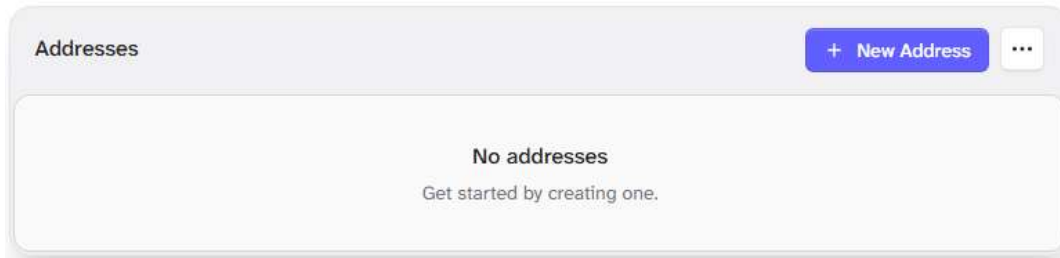 Addresses
+ New Address
No addresses
Get started by creating one.